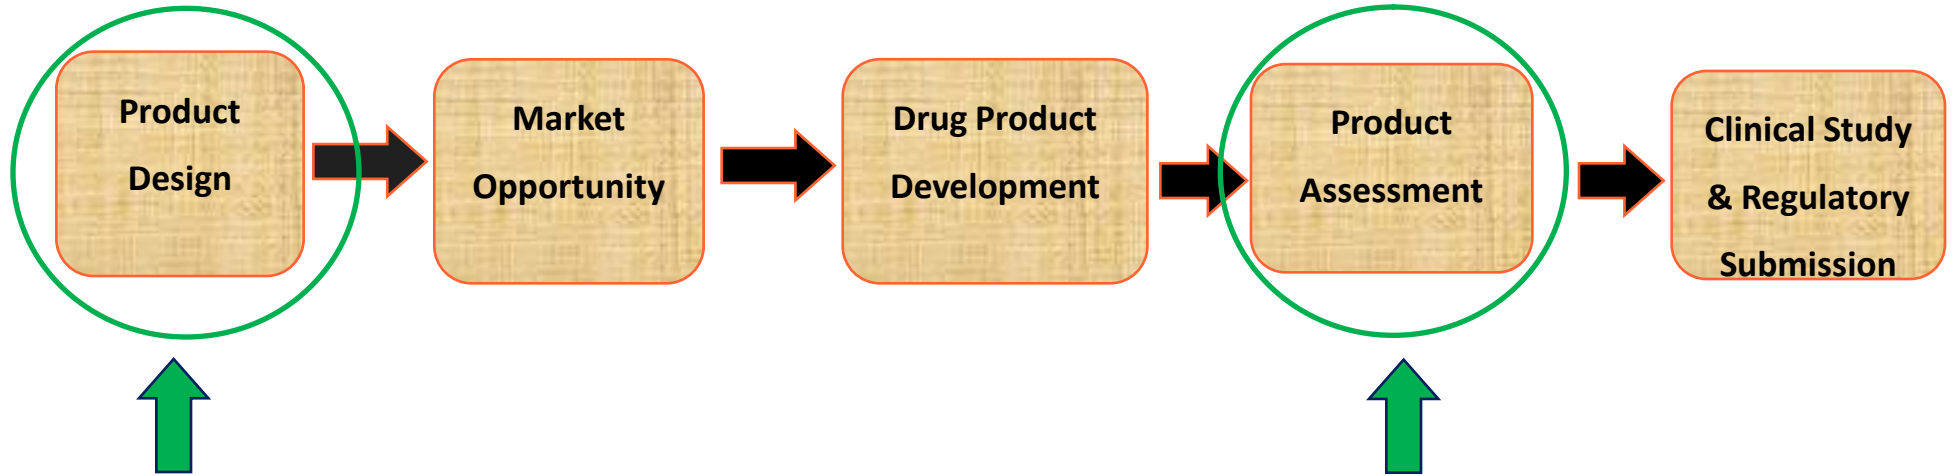 Product
Design
Market
Opportunity
Drug Product
Development
Product
Assessment
Clinical Study
& Regulatory
Submission